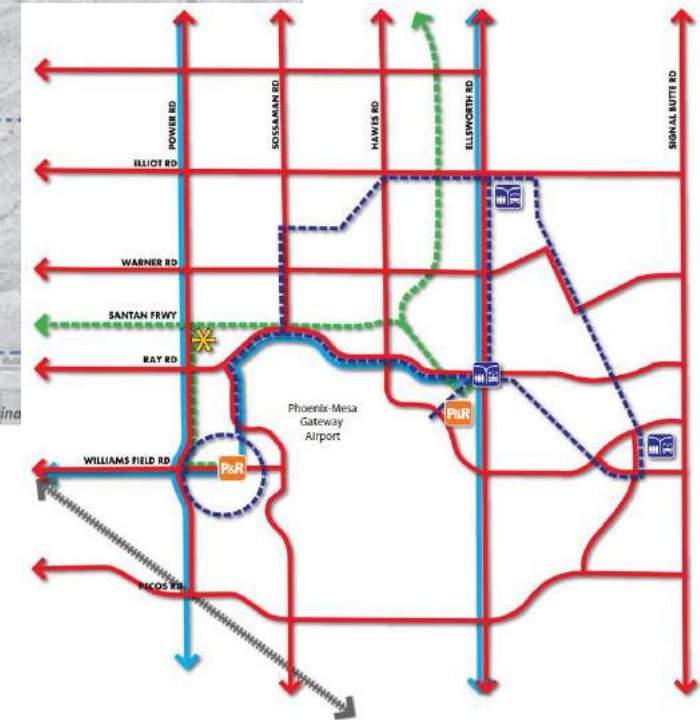 POWER RD
SOSSAMAN RD
HAWES RD
ELLSWORTH RD
SIGNAL BUTTE RD
ELLIOT RD
WARNER RD
SANTAN FRWY
RAY RD
Phoenix-Mesa
Gateway
Airport
P&R
WILLIAMS FIELD RD
P&R
PECOS RD